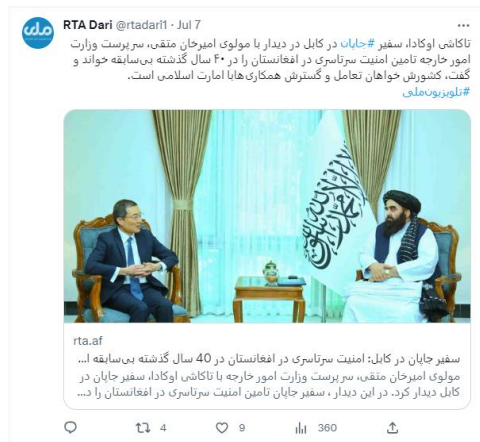 ملی
RTA Dari @rtadari1 · Jul 7
تاکاشی اوکادا، سفیر #جاپان در کابل در دیدار با مولوی امیرخان متقی، سرپرست وزارت
امور خارجه تامین امنیت سرتاسری در افغانستان را در ۴۰ سال گذشته بی‌سابقه خواند و
گفت، کشورش خواهان تعامل و گسترش همکاری‌هابا امارت اسلامی است.
#تلویزیون‌ملی
rta.af
سفیر جاپان در کابل: امنیت سرتاسری در افغانستان در 40 سال گذشته بی‌سابقه ا...
مولوی امیرخان متقی، سرپرست وزارت امور خارجه با تاکاشی اوکادا، سفیر جاپان در
کابل دیدار کرد. در این دیدار ، سفیر جاپان تامین امنیت سرتاسری در افغانستان را د...
4 9 360